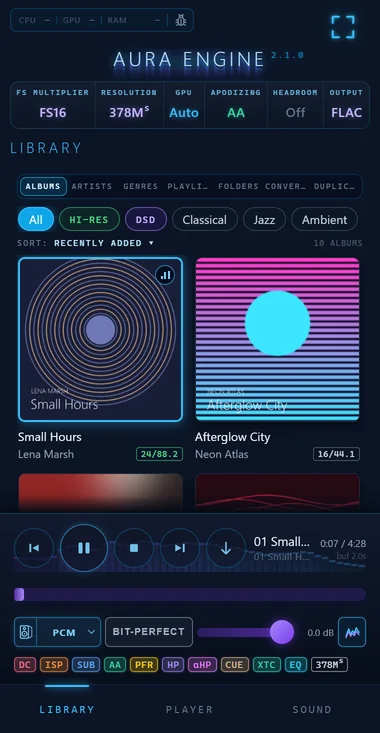 CPU – GPU – RAM –
AURA ENGINE 2.1.0
FS MULTIPLIER RESOLUTION GPU APODIZING HEADROOM OUTPUT
FS16 378Mˢ Auto AA Off FLAC
LIBRARY
ALBUMS ARTISTS GENRES PLAYLI… FOLDERS CONVER… DUPLIC…
All HI-RES DSD Classical Jazz Ambient
SORT: RECENTLY ADDED ▾ 10 ALBUMS
LENA MARSH
Small Hours
NEON ATLAS
Afterglow City
Small Hours
Lena Marsh 24/88.2
Afterglow City
Neon Atlas 16/44.1
01 Small… 0:07 / 4:28
01 Small H… buf 2.0s
PCM BIT-PERFECT 0.0 dB
DC ISP SUB AA PFR HP αHP CUE XTC EQ 378Mˢ
LIBRARY PLAYER SOUND